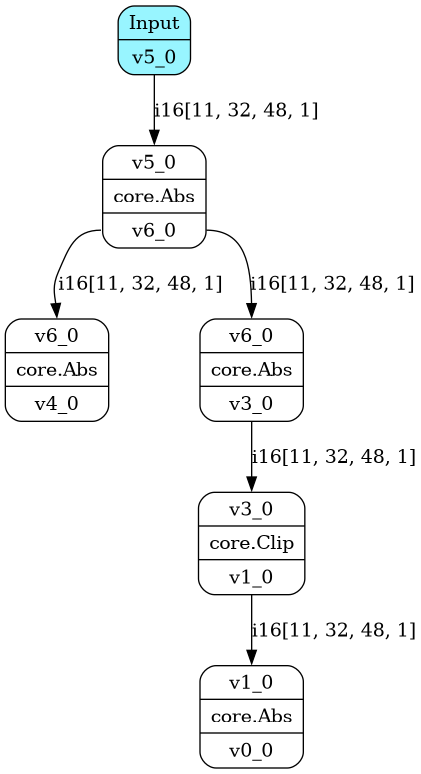 Input
v5_0
i16[11, 32, 48, 1]
v5_0
core.Abs
v6_0
i16[11, 32, 48, 1]
i16[11, 32, 48, 1]
v6_0
core.Abs
v4_0
v6_0
core.Abs
v3_0
i16[11, 32, 48, 1]
v3_0
core.Clip
v1_0
i16[11, 32, 48, 1]
v1_0
core.Abs
v0_0